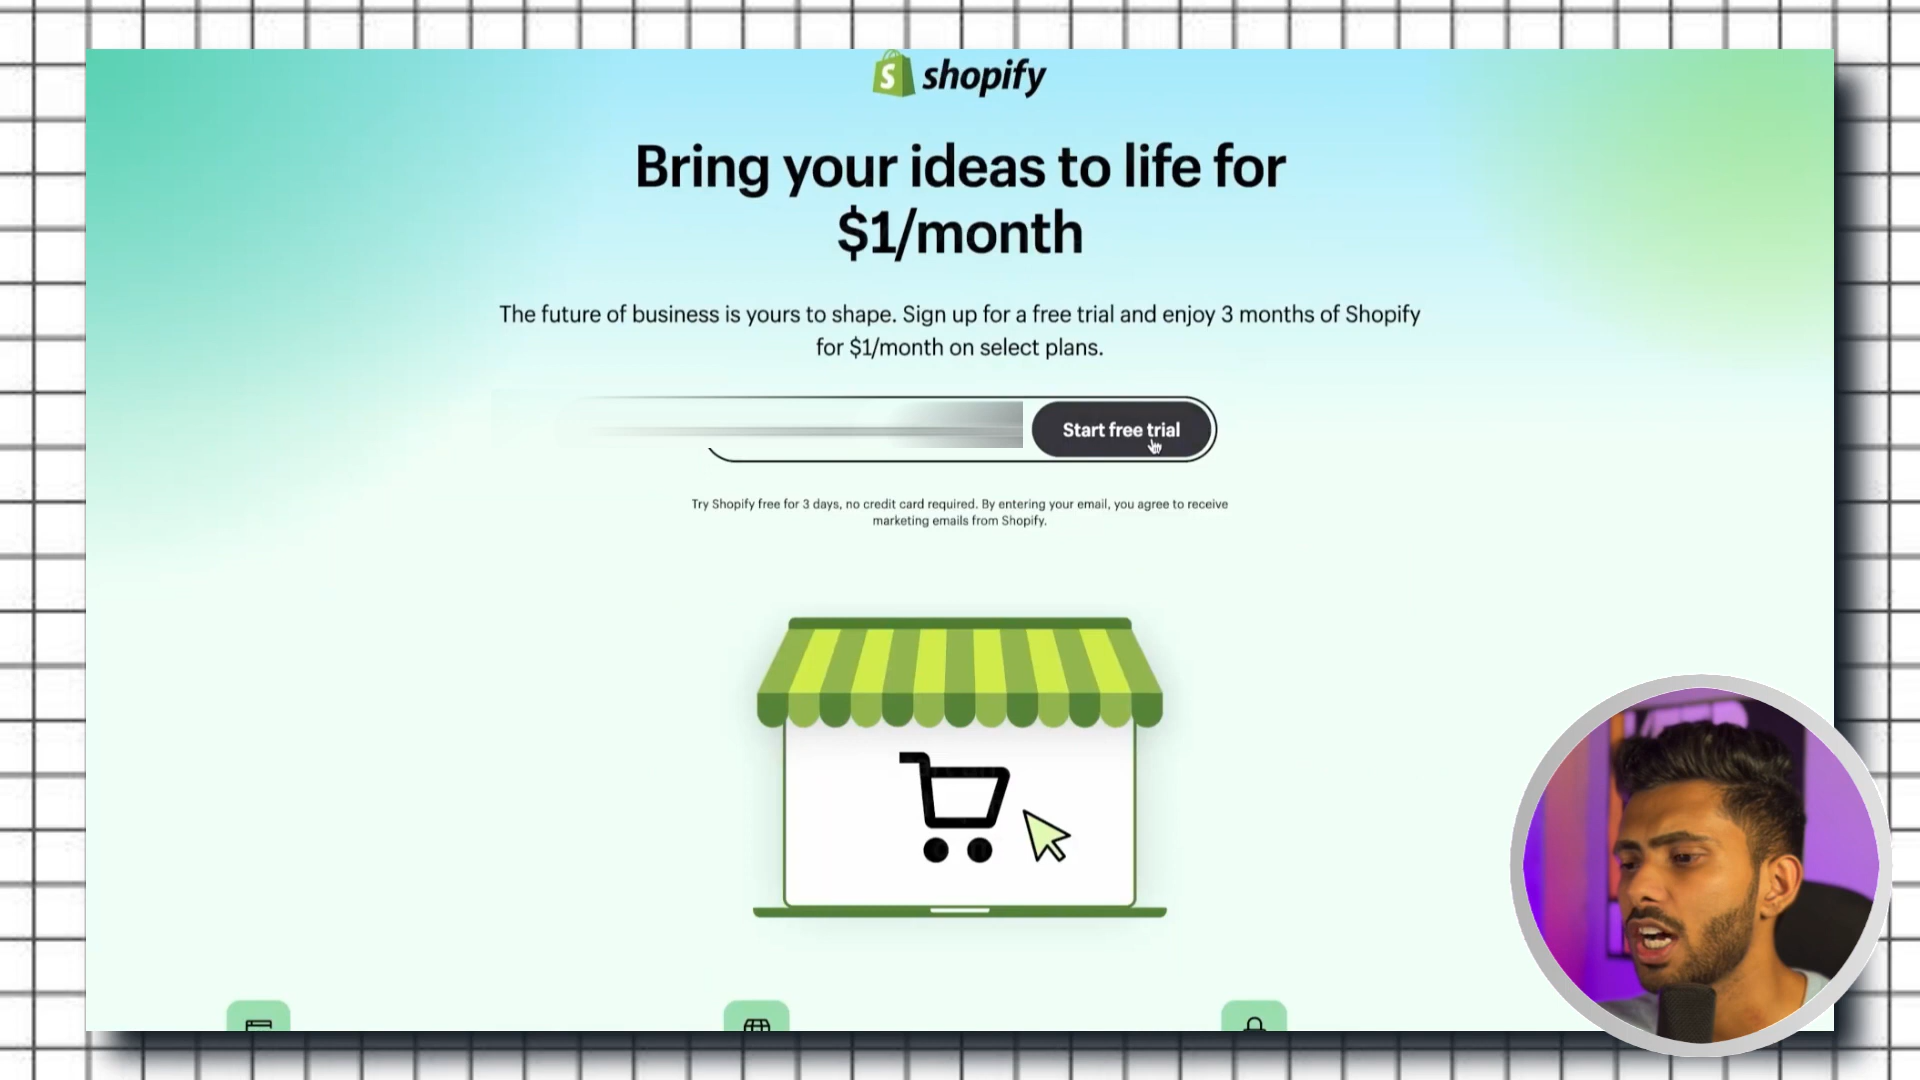 shopify
Bring your ideas to life for
$1/month
The future of business is yours to shape. Sign up for a free trial and enjoy 3 months of Shopify
for $1/month on select plans.
Start free trial
Try Shopify free for 3 days, no credit card required. By entering your email, you agree to receive
marketing emails from Shopify.